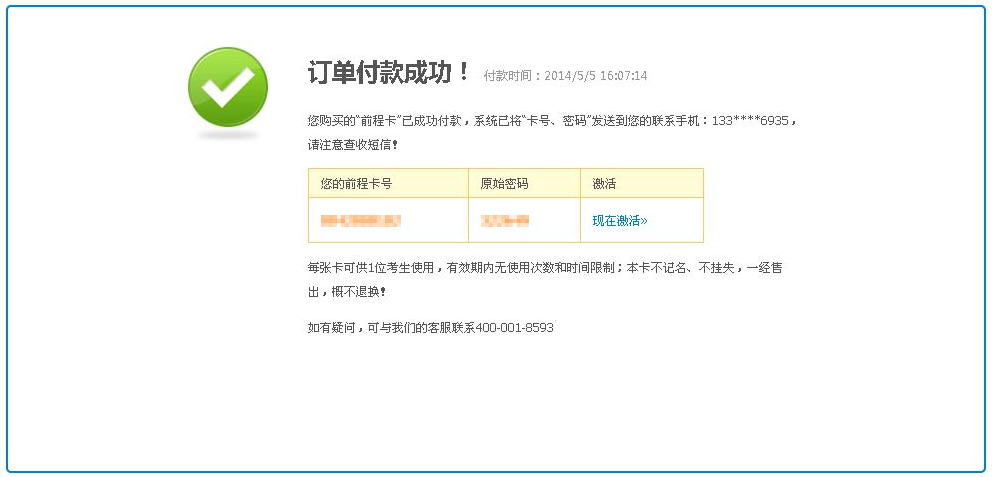 订单付款成功！ 付款时间：2014/5/5 16:07:14
您购买的"前程卡"已成功付款，系统已将"卡号、密码"发送到您的联系手机：133****6935，
请注意查收短信！
您的前程卡号 原始密码 激活
现在激活»
每张卡可供1位考生使用，有效期内无使用次数和时间限制；本卡不记名、不挂失，一经售
出，概不退换！
如有疑问，可与我们的客服联系400-001-8593